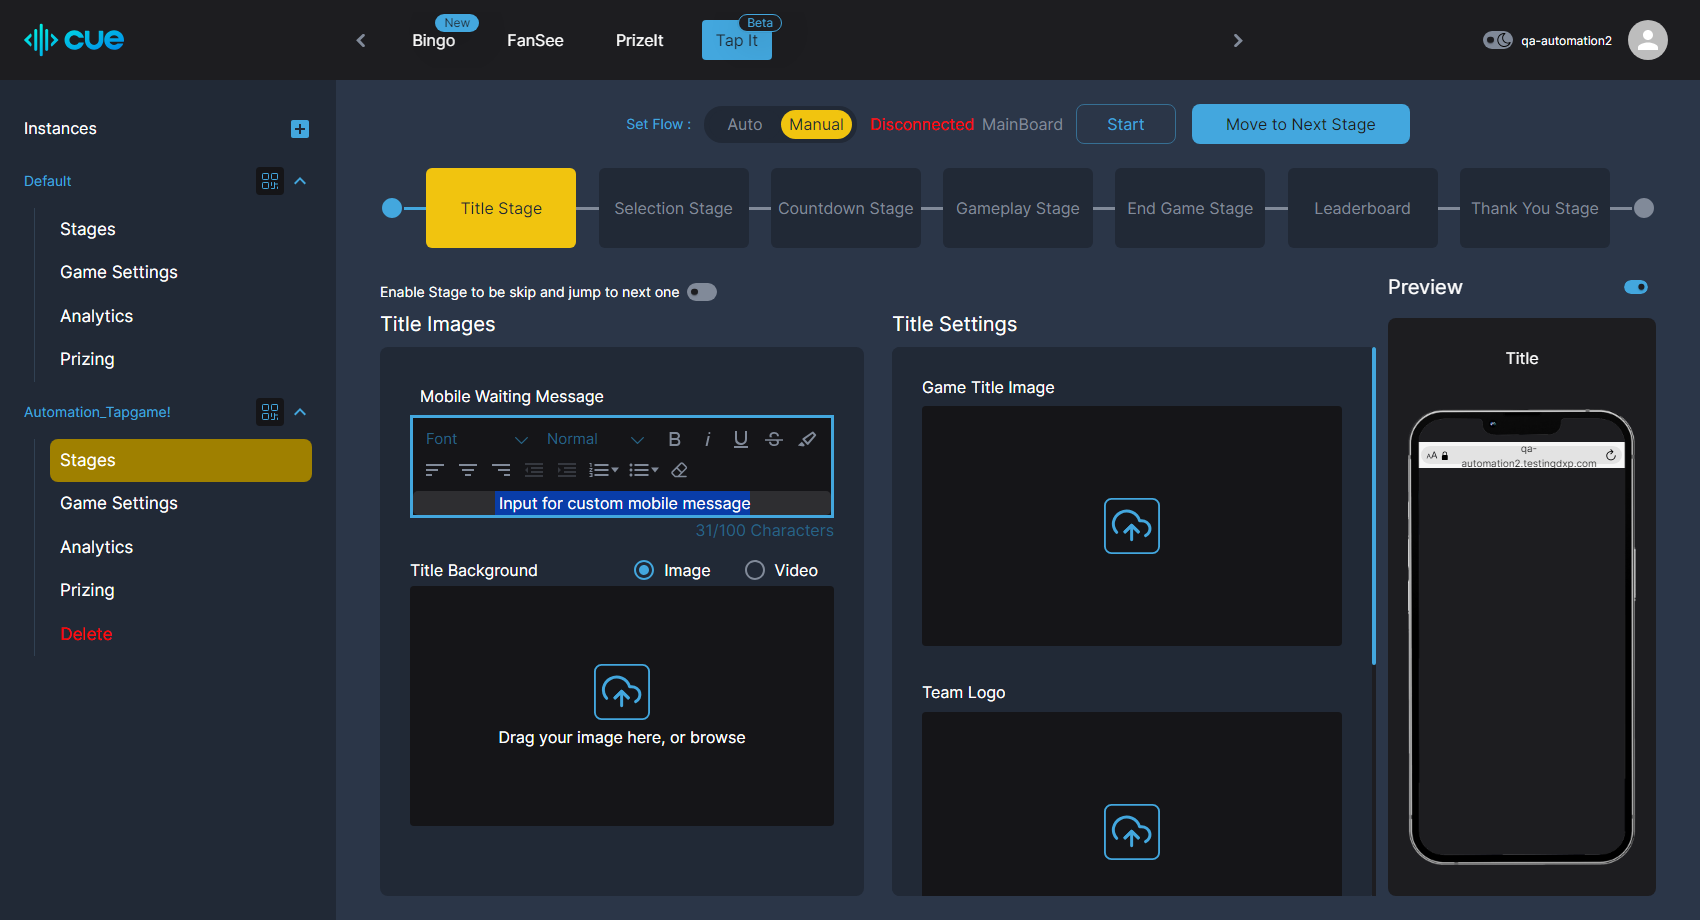 cue
Bingo
New
FanSee
PrizeIt
Tap It
Beta
qa-automation2
Instances
Default
Stages
Game Settings
Analytics
Prizing
Automation_Tapgame!
Stages
Game Settings
Analytics
Prizing
Delete
Set Flow :
Auto
Manual
Disconnected MainBoard
Start
Move to Next Stage
Title Stage
Selection Stage
Countdown Stage
Gameplay Stage
End Game Stage
Leaderboard
Thank You Stage
Enable Stage to be skip and jump to next one
Title Images
Mobile Waiting Message
Font
Normal
B
i
U
S
Input for custom mobile message
31/100 Characters
Title Background
Image
Video
Drag your image here, or browse
Title Settings
Game Title Image
Team Logo
Preview
Title
AA
qa-
automation2.testingdxp.com